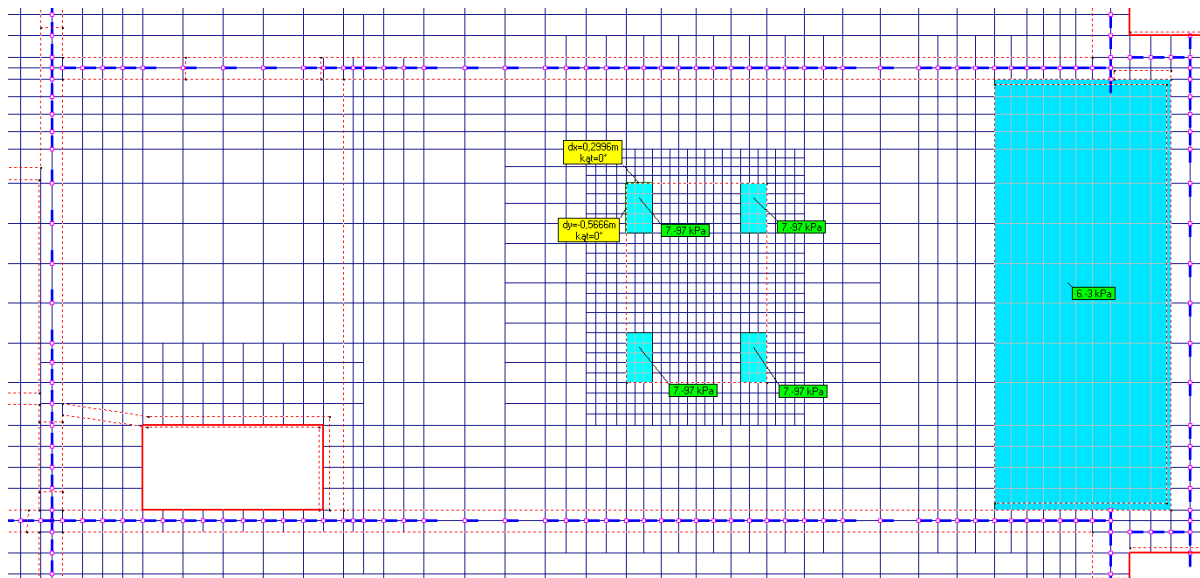 dx=0,2996m
kąt=0°
dy=-0,5666m
kąt=0°
7.-97 kPa
7.-97 kPa
6.-3 kPa
7.-97 kPa
7.-97 kPa